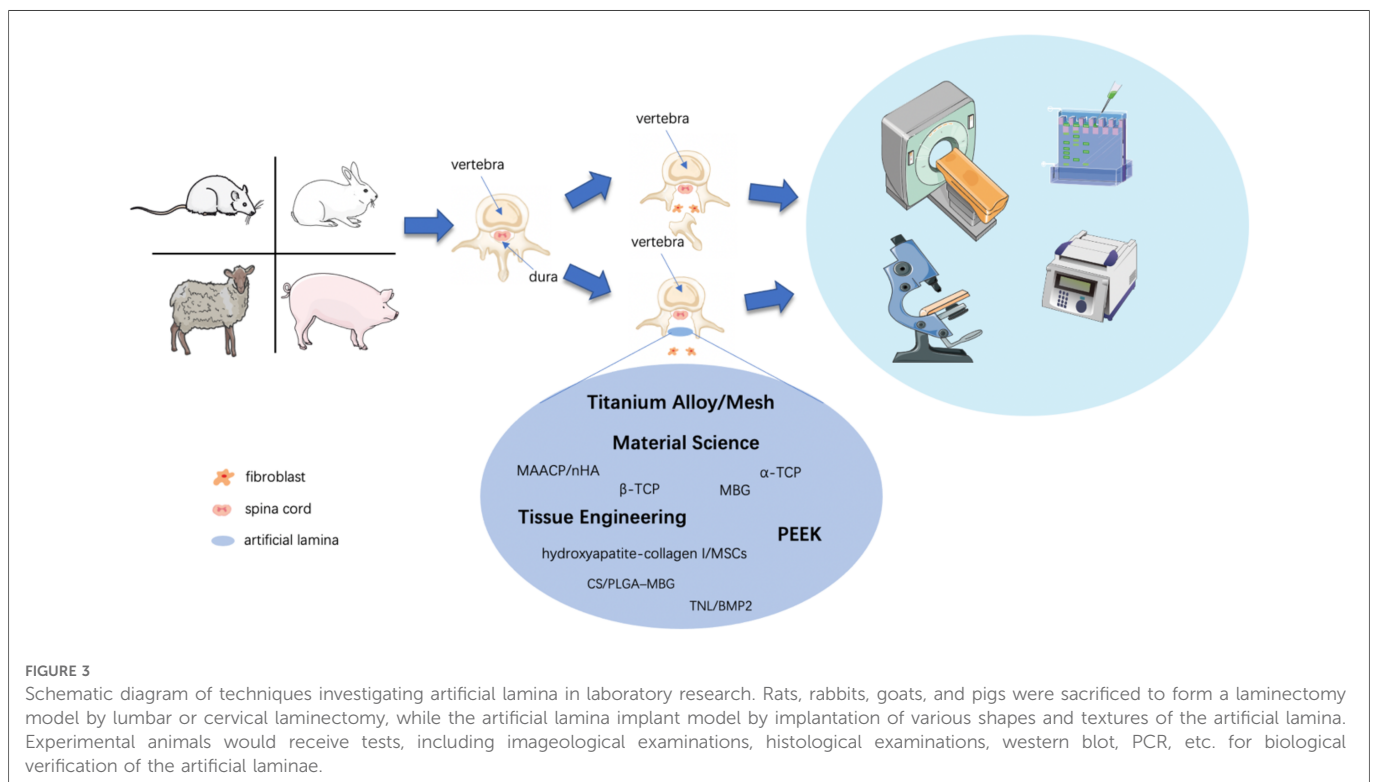 vertebra
vertebra
vertebra
dura
Titanium Alloy/Mesh
Material Science
MAACP/nHA
α-TCP
β-TCP
MBG
Tissue Engineering
PEEK
hydroxyapatite-collagen I/MSCs
CS/PLGA–MBG
TNL/BMP2
fibroblast
spina cord
artificial lamina
FIGURE 3
Schematic diagram of techniques investigating artificial lamina in laboratory research. Rats, rabbits, goats, and pigs were sacrificed to form a laminectomy
model by lumbar or cervical laminectomy, while the artificial lamina implant model by implantation of various shapes and textures of the artificial lamina.
Experimental animals would receive tests, including imageological examinations, histological examinations, western blot, PCR, etc. for biological
verification of the artificial laminae.